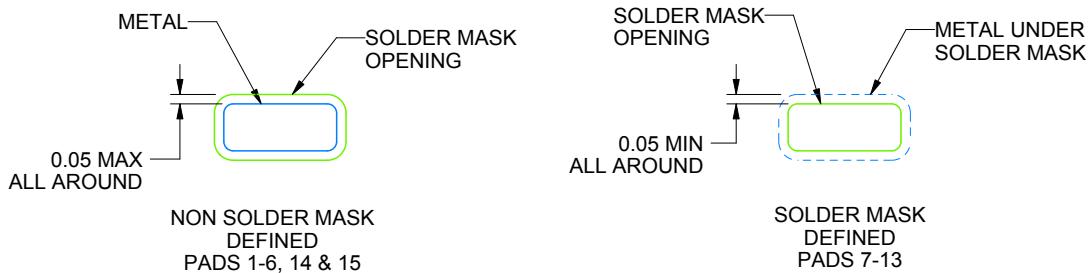 METAL
SOLDER MASK
OPENING
0.05 MAX
ALL AROUND
NON SOLDER MASK
DEFINED
PADS 1-6, 14 & 15
SOLDER MASK
OPENING
METAL UNDER
SOLDER MASK
0.05 MIN
ALL AROUND
SOLDER MASK
DEFINED
PADS 7-13